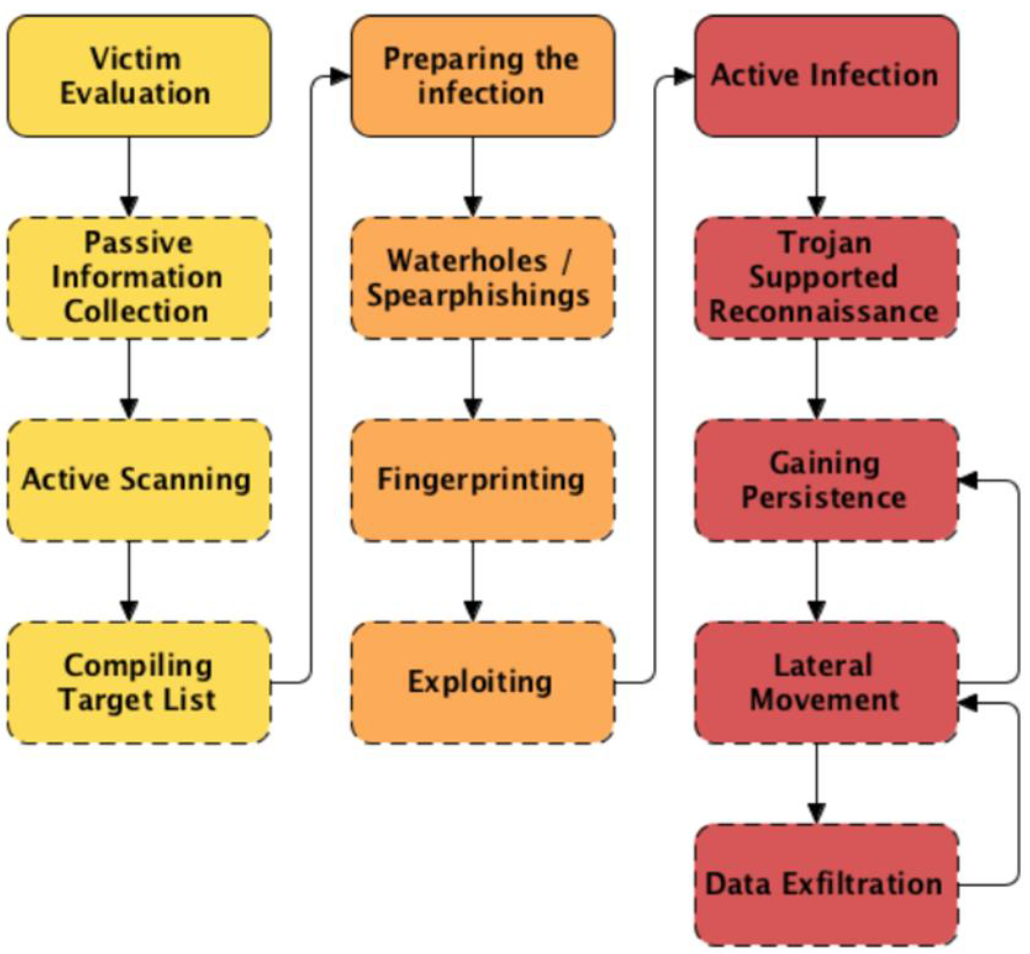 Victim
Evaluation
Passive
Information
Collection
Active Scanning
Compiling
Target List
Preparing the
infection
Waterholes /
Spearphishings
Fingerprinting
Exploiting
Active Infection
Trojan
Supported
Reconnaissance
Gaining
Persistence
Lateral
Movement
Data Exfiltration